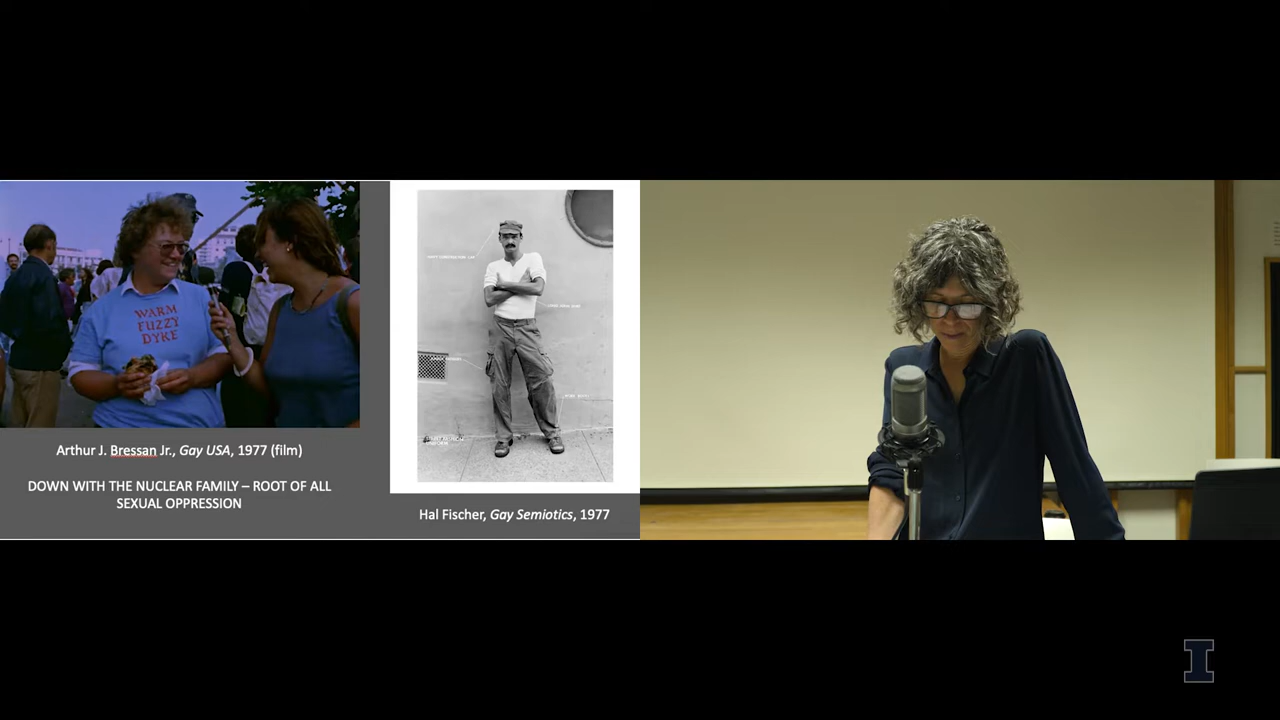 WARM
FUZZY
DYKE
Arthur J. Bressan Jr., Gay USA, 1977 (film)
DOWN WITH THE NUCLEAR FAMILY – ROOT OF ALL
SEXUAL OPPRESSION
Hal Fischer, Gay Semiotics, 1977
I